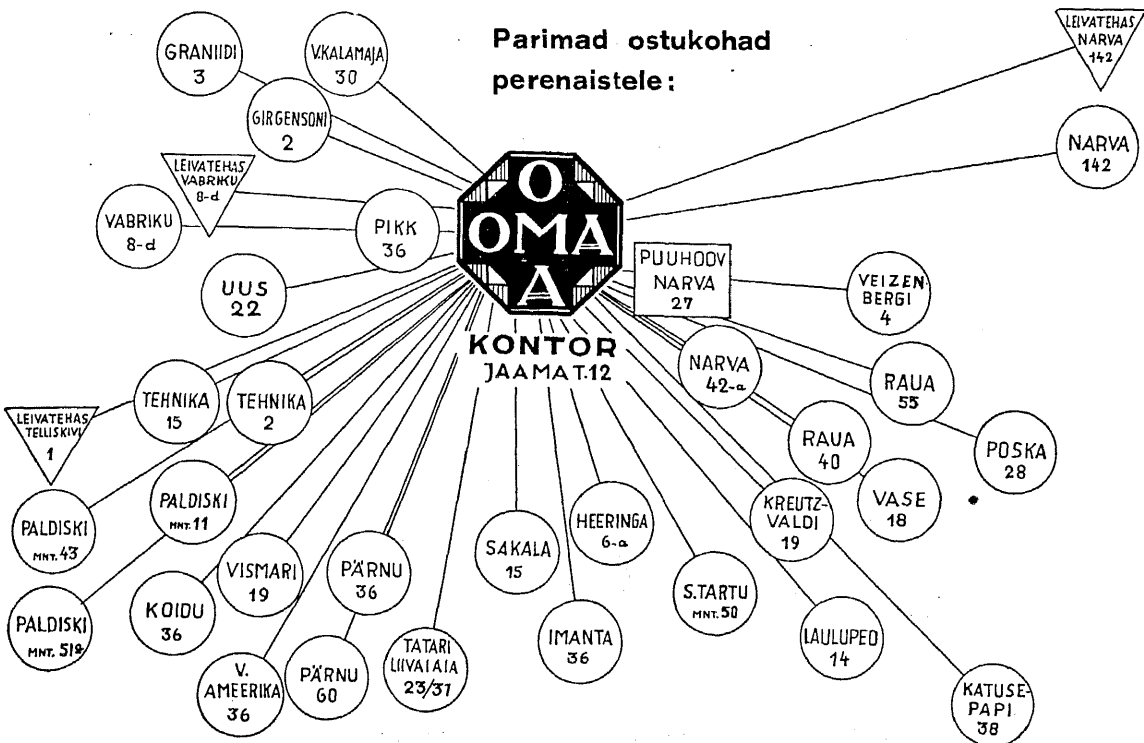 Parimad ostukohad
perenaistele:
GRANIIDI
3
V.KALAMAJA
30
LEIVATEHAS
NARVA
142
GIRGENSONI
2
NARVA
142
LEIVATEHAS
VABRIKU
8-d
VABRIKU
8-d
PIKK
36
O
OMA
A
PUUHOOV
NARVA
27
UUS
22
VEIZEN-
BERGI
4
KONTOR
JAAMA T.12
NARVA
42-a
RAUA
55
TEHNIKA
15
TEHNIKA
2
LEIVATEHAS
TELLISKIVI
1
RAUA
40
POSKA
28
PALDISKI
MNT. 43
PALDISKI
MNT. 11
VASE
18
KREUTZ-
VALDI
19
HEERINGA
6-a
SAKALA
15
VISMARI
19
PÄRNU
36
PALDISKI
MNT. 51a
KOIDU
36
S.TARTU
MNT. 50
IMANTA
36
LAULUPEO
14
V.
AMEERIKA
36
PÄRNU
60
TATARI
LIIVALAIA
23/31
KATUSE-
PAPI
38